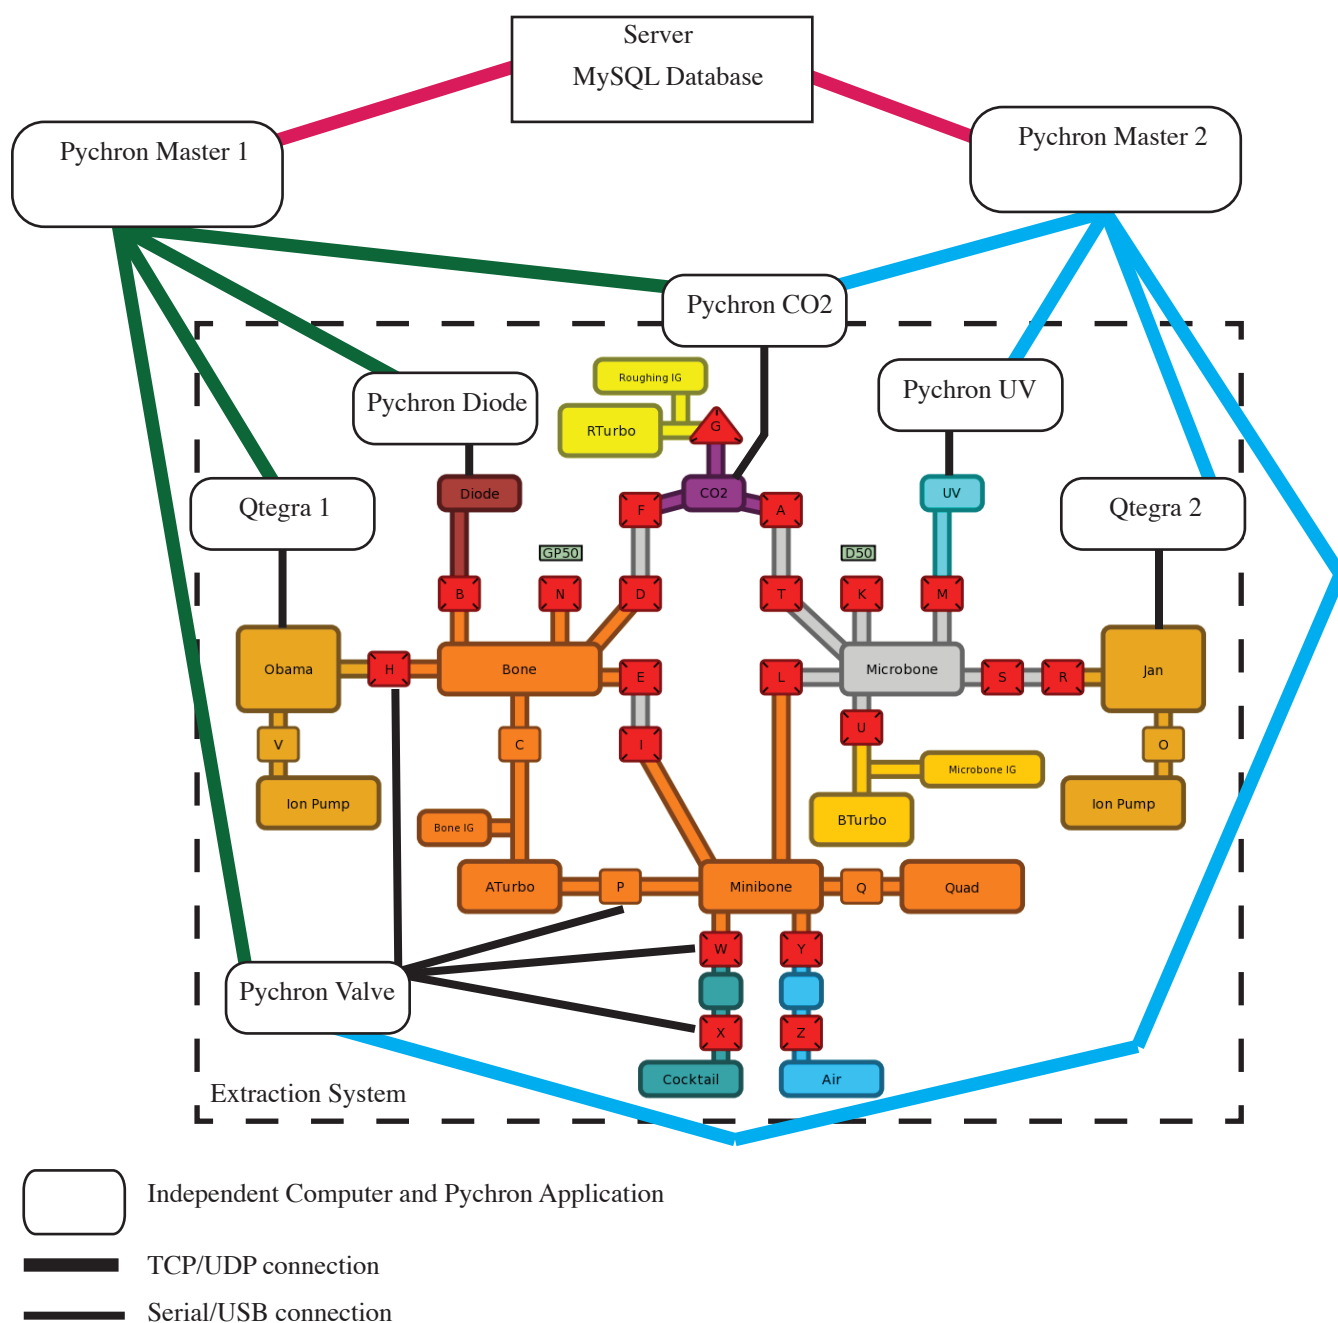 Server
MySQL Database
Pychron Master 1
Pychron Master 2
Pychron CO2
Roughing IG
Pychron Diode
Pychron UV
RTurbo
G
Qtegra 1
Diode
CO2
UV
Qtegra 2
F
A
GP50
D50
B
N
D
T
K
M
Obama
H
Bone
E
L
Microbone
S
R
Jan
U
V
C
I
O
Microbone IG
Ion Pump
Ion Pump
Bone IG
BTurbo
ATurbo
P
Minibone
Q
Quad
W
Y
Pychron Valve
X
Z
Cocktail
Air
Extraction System
Independent Computer and Pychron Application
TCP/UDP connection
Serial/USB connection